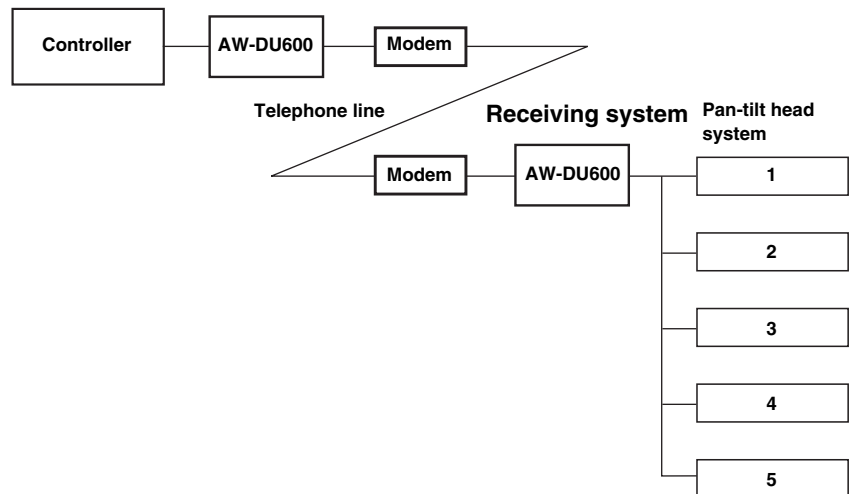 Controller
AW-DU600
Modem
Telephone line
Receiving system
Pan-tilt head
system
Modem
AW-DU600
1
2
3
4
5